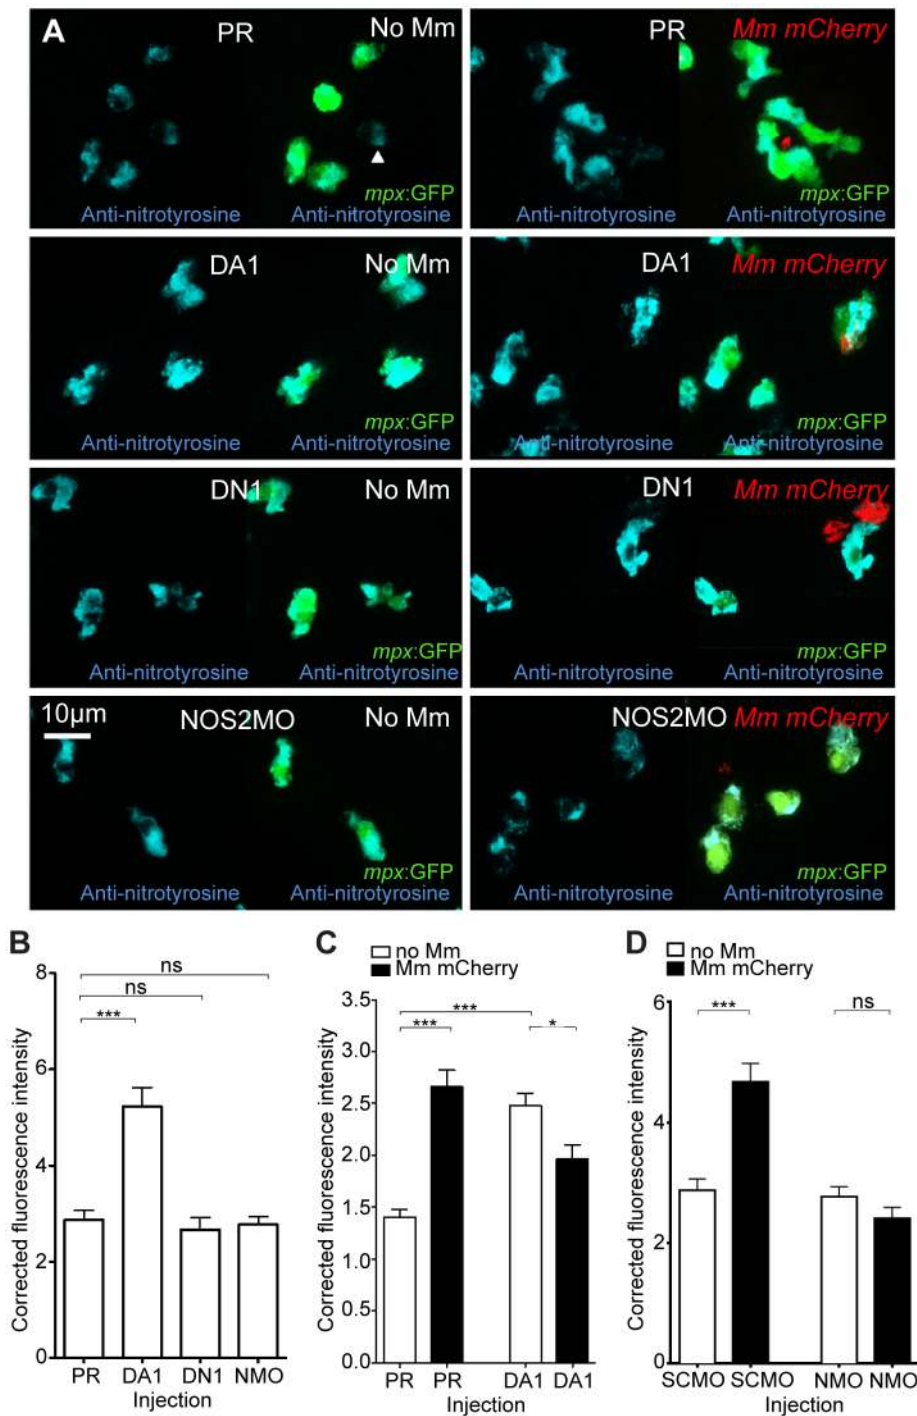 A
PR No Mm
mpx:GFP
Anti-nitrotyrosine Anti-nitrotyrosine
PR Mm mCherry
mpx:GFP
Anti-nitrotyrosine Anti-nitrotyrosine
DA1 No Mm
mpx:GFP
Anti-nitrotyrosine Anti-nitrotyrosine
DA1 Mm mCherry
mpx:GFP
Anti-nitrotyrosine Anti-nitrotyrosine
DN1 No Mm
mpx:GFP
Anti-nitrotyrosine Anti-nitrotyrosine
DN1 Mm mCherry
mpx:GFP
Anti-nitrotyrosine Anti-nitrotyrosine
10μm NOS2MO No Mm
mpx:GFP
Anti-nitrotyrosine Anti-nitrotyrosine
NOS2MO Mm mCherry
mpx:GFP
Anti-nitrotyrosine Anti-nitrotyrosine
B
Corrected fluorescence intensity
8
6
4
2
0
ns
ns
***
PR DA1 DN1 NMO
Injection
C
no Mm
Mm mCherry
Corrected fluorescence intensity
3.5
3.0
2.5
2.0
1.5
1.0
0.5
0.0
***
*** *
PR PR DA1 DA1
Injection
D
no Mm
Mm mCherry
Corrected fluorescence intensity
6
4
2
0
*** ns
SCMO SCMO NMO NMO
Injection